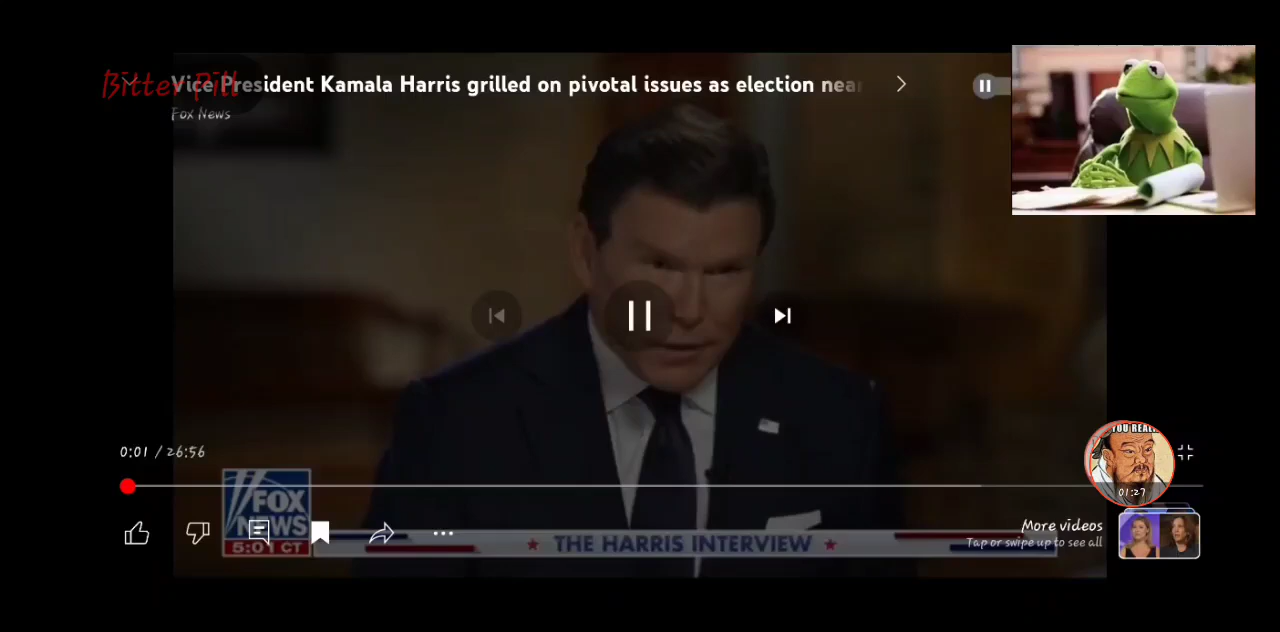 Bitter Pill
Vice President Kamala Harris grilled on pivotal issues as election near
Fox News
YOU REAL
01:27
0:01 / 26:56
FOX
NEWS
5:01 CT
THE HARRIS INTERVIEW
More videos
Tap or swipe up to see all